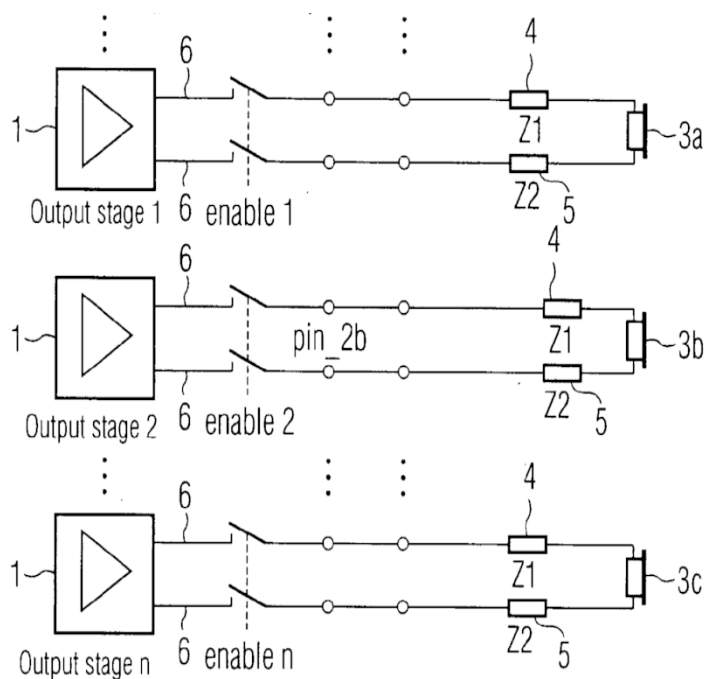 6
4
1
Z1
3a
Z2
5
Output stage 1
6
enable 1
6
4
1
pin_2b
Z1
3b
Z2
5
Output stage 2
6
enable 2
6
4
1
Z1
3c
Z2
5
Output stage n
6
enable n